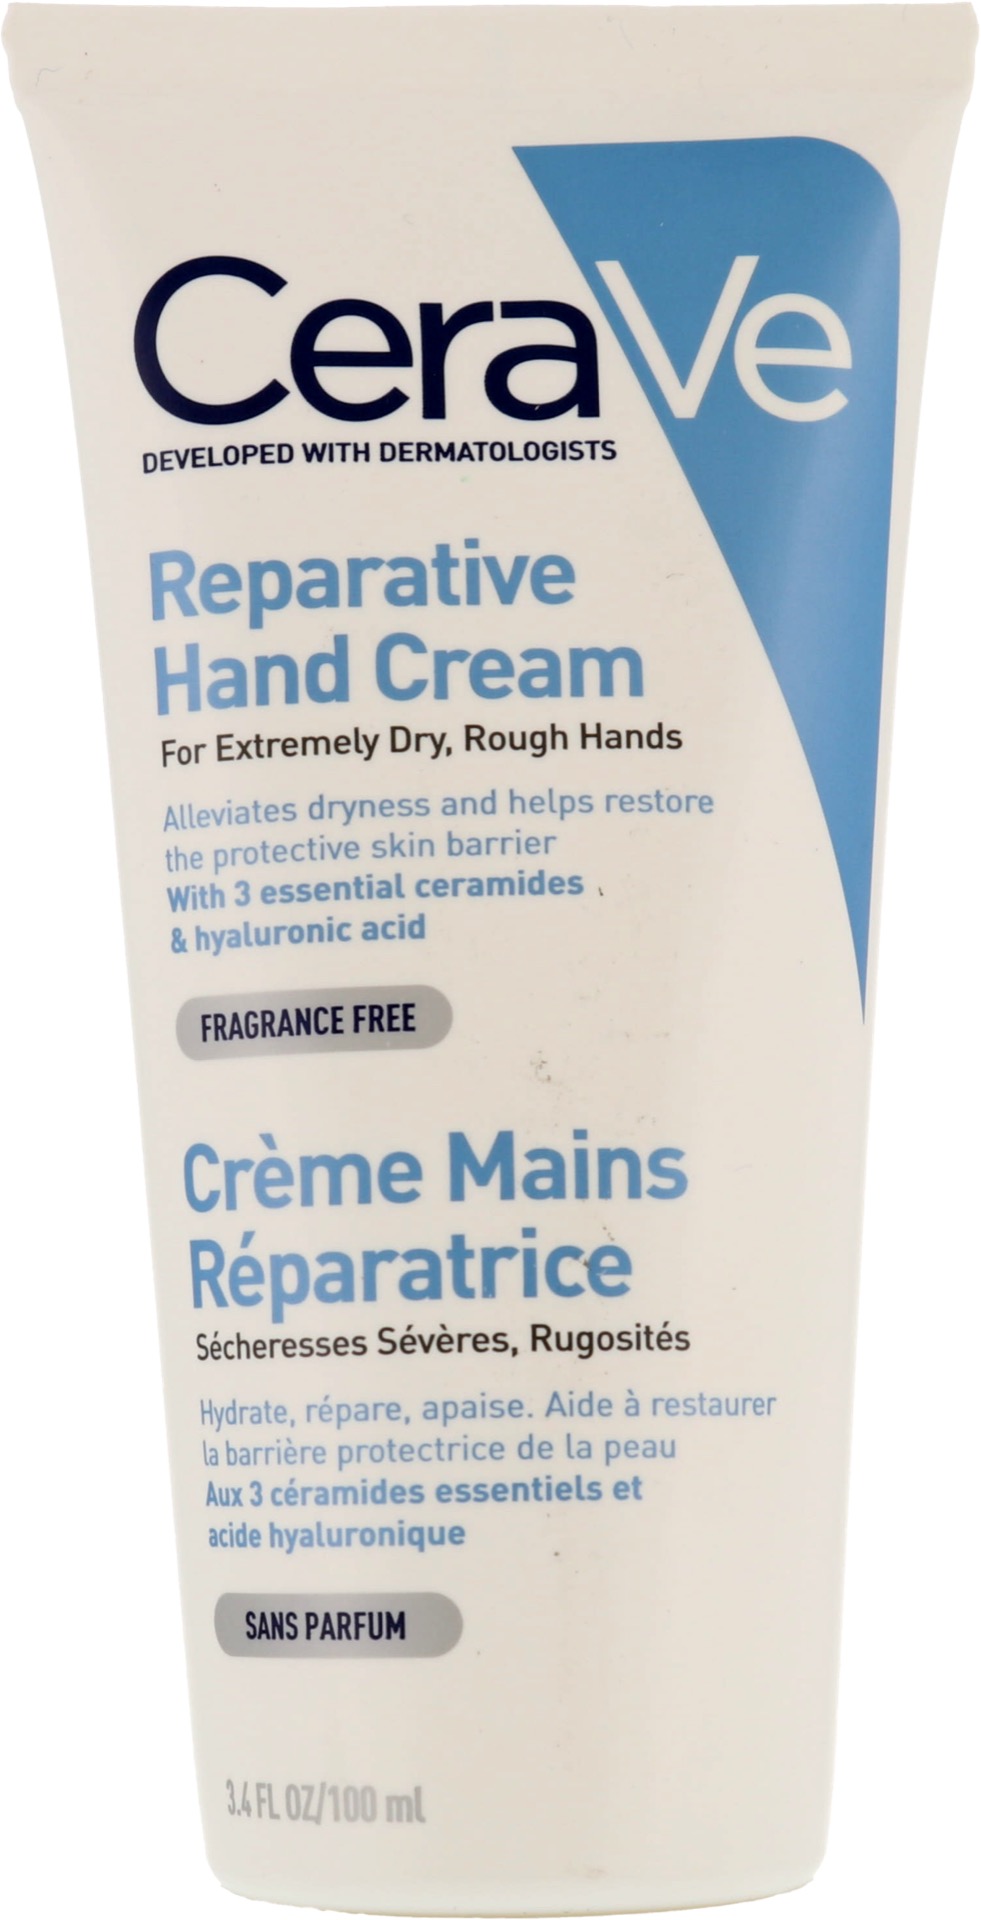 CeraVe
DEVELOPED WITH DERMATOLOGISTS
Reparative
Hand Cream
For Extremely Dry, Rough Hands
Alleviates dryness and helps restore
the protective skin barrier
With 3 essential ceramides
& hyaluronic acid
FRAGRANCE FREE
Crème Mains
Réparatrice
Sécheresses Sévères, Rugosités
Hydrate, répare, apaise. Aide à restaurer
la barrière protectrice de la peau
Aux 3 céramides essentiels et
acide hyaluronique
SANS PARFUM
3.4 FL OZ/100 ml